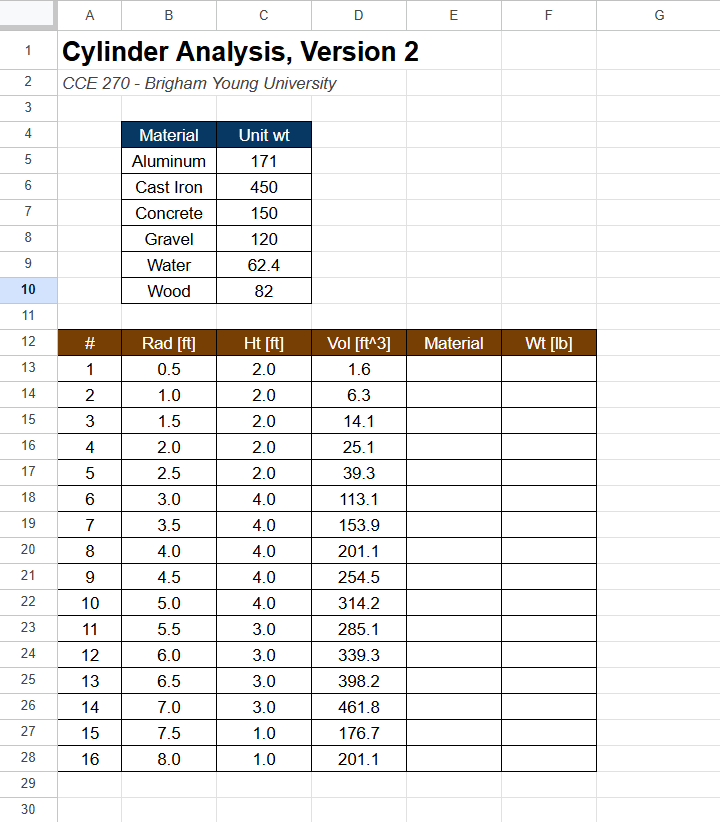 A B C D E F G
1 Cylinder Analysis, Version 2
2 CCE 270 - Brigham Young University
3
4 Material Unit wt
5 Aluminum 171
6 Cast Iron 450
7 Concrete 150
8 Gravel 120
9 Water 62.4
10 Wood 82
11
12 # Rad [ft] Ht [ft] Vol [ft^3] Material Wt [lb]
13 1 0.5 2.0 1.6
14 2 1.0 2.0 6.3
15 3 1.5 2.0 14.1
16 4 2.0 2.0 25.1
17 5 2.5 2.0 39.3
18 6 3.0 4.0 113.1
19 7 3.5 4.0 153.9
20 8 4.0 4.0 201.1
21 9 4.5 4.0 254.5
22 10 5.0 4.0 314.2
23 11 5.5 3.0 285.1
24 12 6.0 3.0 339.3
25 13 6.5 3.0 398.2
26 14 7.0 3.0 461.8
27 15 7.5 1.0 176.7
28 16 8.0 1.0 201.1
29
30